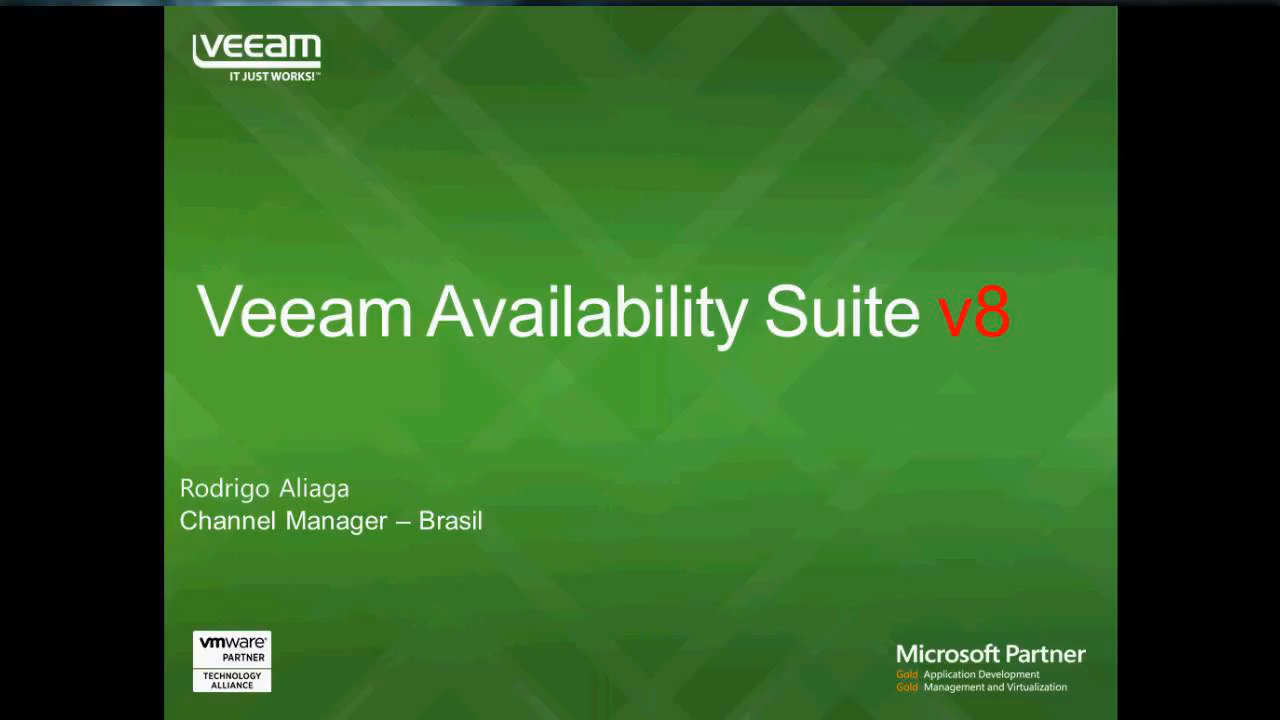 veeam
IT JUST WORKS!™
Veeam Availability Suite v8
Rodrigo Aliaga
Channel Manager – Brasil
vmware®
PARTNER
TECHNOLOGY
ALLIANCE
Microsoft Partner
Gold Application Development
Gold Management and Virtualization